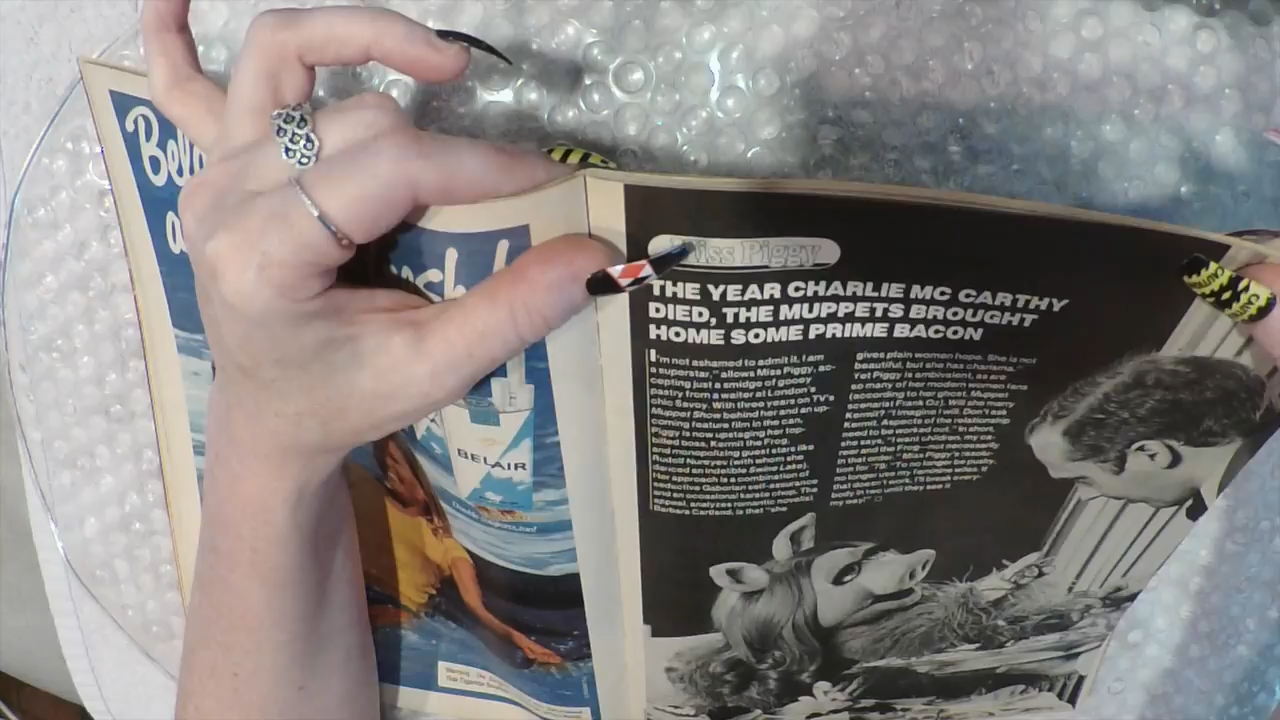 BELAIR
Miss Piggy
THE YEAR CHARLIE MC CARTHY
DIED, THE MUPPETS BROUGHT
HOME SOME PRIME BACON
I'm not ashamed to admit it, I am
a superstar," allows Miss Piggy, ac-
cepting just a smidge of gooey
pastry from a waiter at London's
chic Savoy. With three years on TV's
Muppet Show behind her and an up-
coming feature film in the can,
Piggy is now upstaging her top-
billed boss, Kermit the Frog,
and monopolizing guest stars like
Rudolf Nureyev (with whom she
danced an indelible Swine Lake).
Her approach is a combination of
seductive Gaborian self-assurance
and an occasional karate chop. The
appeal, analyzes romantic novelist
Barbara Cartland, is that "she
gives plain women hope. She is not
beautiful, but she has charisma."
Yet Piggy is ambivalent, as are
so many of her modern women fans
(according to her ghost, Muppet
scenarist Frank Oz). Will she marry
Kermit? "I imagine I will. Don't ask
Kermit. Aspects of the relationship
need to be worked out." In short,
she says, "I want children, my ca-
reer and the Frog—not necessarily
in that order." Miss Piggy's resolu-
tion for '79: "To no longer be pushy,
no longer use my feminine wiles. If
that doesn't work, I'll break every-
body in two until they see it
my way!"
CAUTION